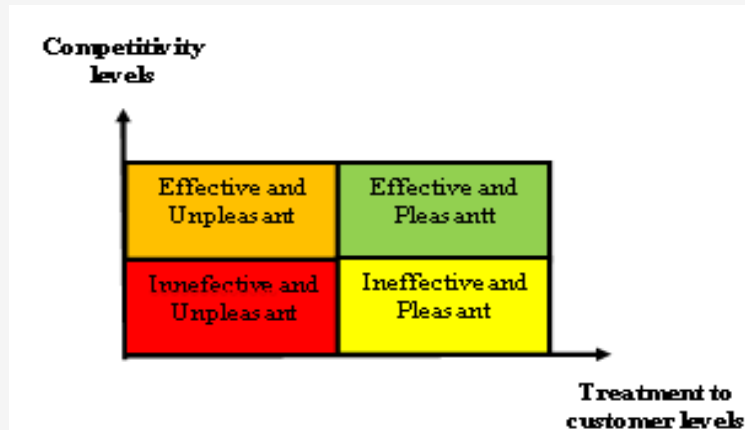 Competitivity
levels
Effective and
Unpleasant
Effective and
Pleasantt
Innefective and
Unpleasant
Ineffective and
Pleasant
Treatment to
customer levels